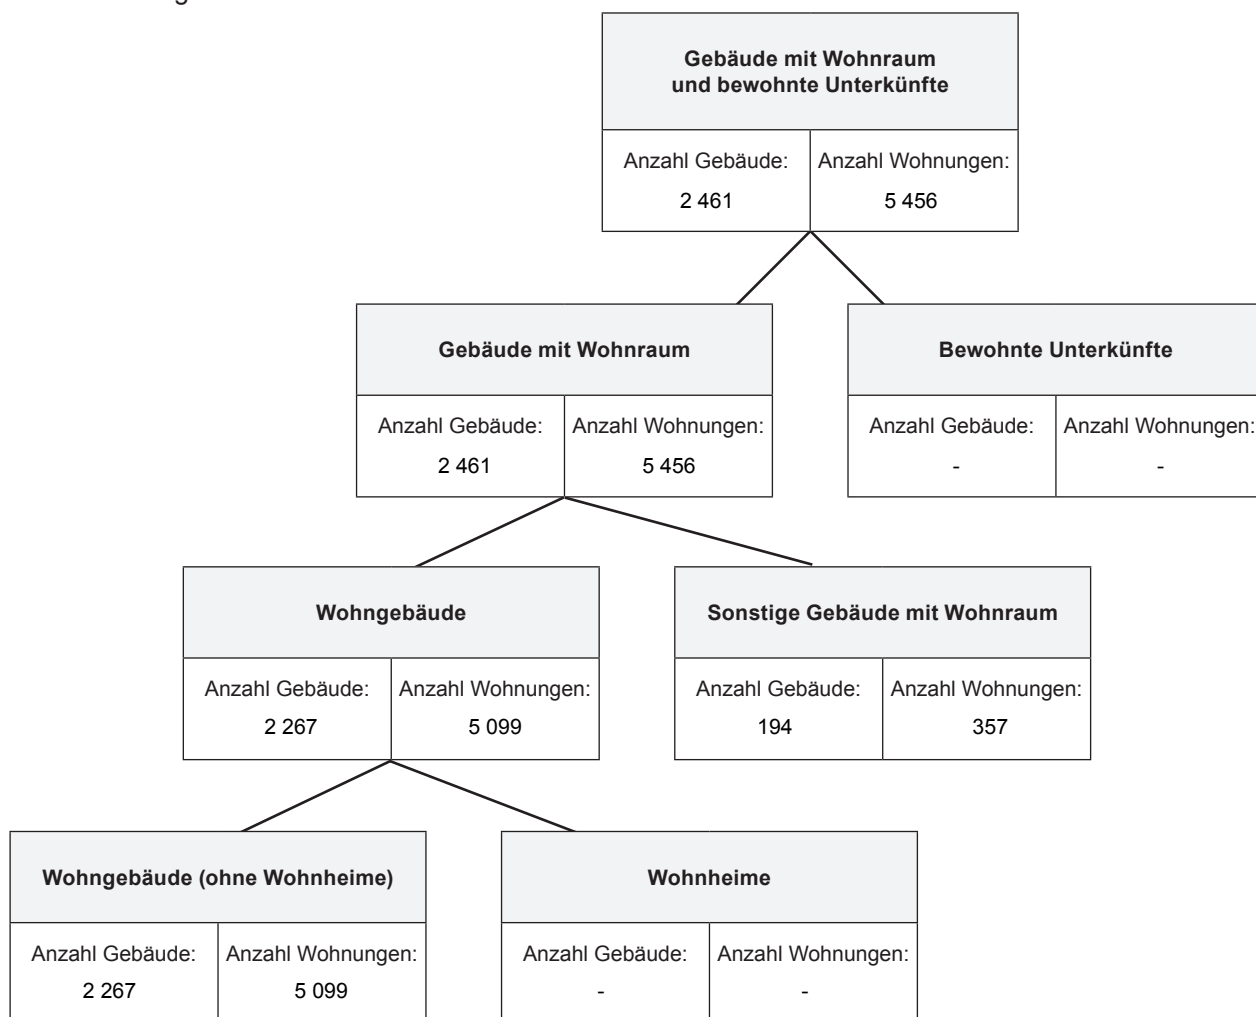 Gebäude mit Wohnraum
und bewohnte Unterkünfte
Anzahl Gebäude: Anzahl Wohnungen:
2 461 5 456
Gebäude mit Wohnraum
Anzahl Gebäude: Anzahl Wohnungen:
2 461 5 456
Bewohnte Unterkünfte
Anzahl Gebäude: Anzahl Wohnungen:
- -
Wohngebäude
Anzahl Gebäude: Anzahl Wohnungen:
2 267 5 099
Sonstige Gebäude mit Wohnraum
Anzahl Gebäude: Anzahl Wohnungen:
194 357
Wohngebäude (ohne Wohnheime)
Anzahl Gebäude: Anzahl Wohnungen:
2 267 5 099
Wohnheime
Anzahl Gebäude: Anzahl Wohnungen:
- -